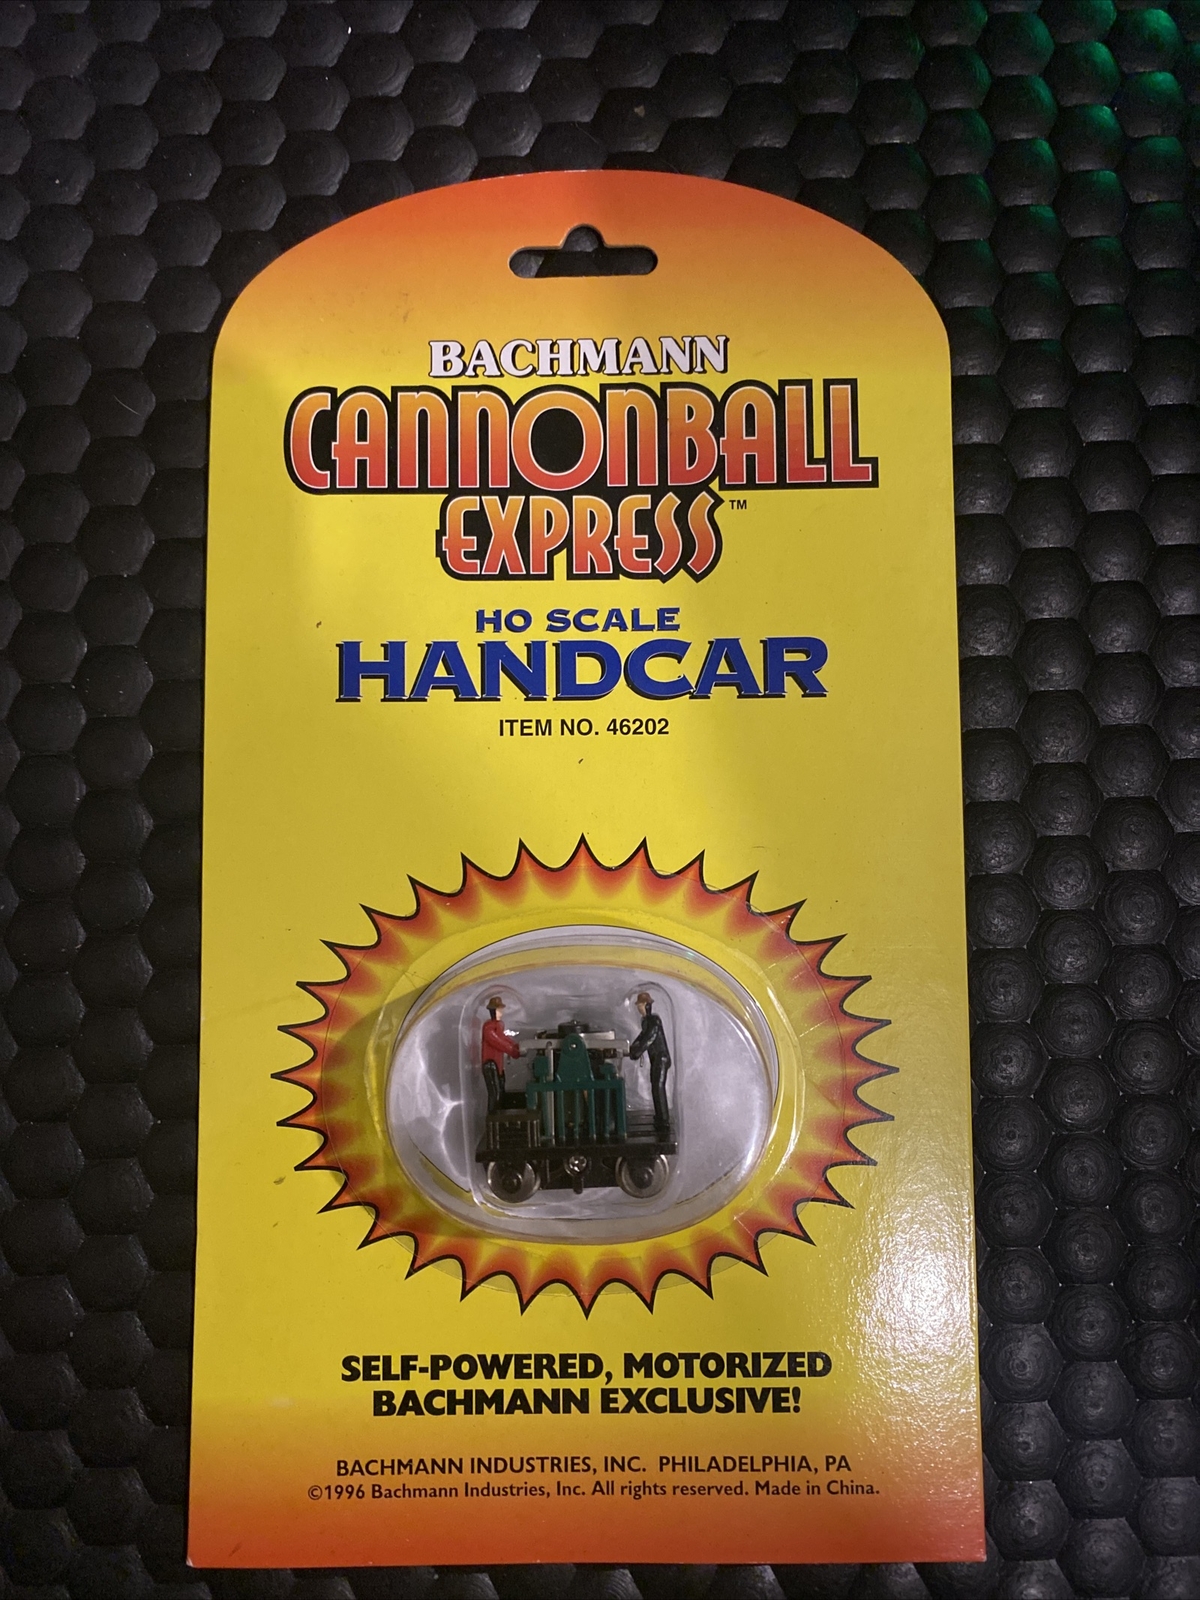 BACHMANN
CANNONBALL
EXPRESS™
HO SCALE
HANDCAR
ITEM NO. 46202
SELF-POWERED, MOTORIZED
BACHMANN EXCLUSIVE!
BACHMANN INDUSTRIES, INC. PHILADELPHIA, PA
©1996 Bachmann Industries, Inc. All rights reserved. Made in China.